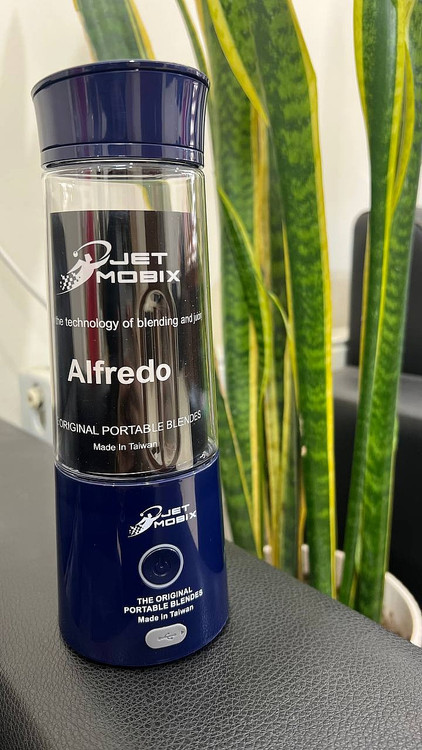 JET
MOBIX
the technology of blending and
Alfredo
ORIGINAL PORTABLE BLENDES
Made In Taiwan
JET
MOBIX
THE ORIGINAL
PORTABLE BLENDES
Made In Taiwan